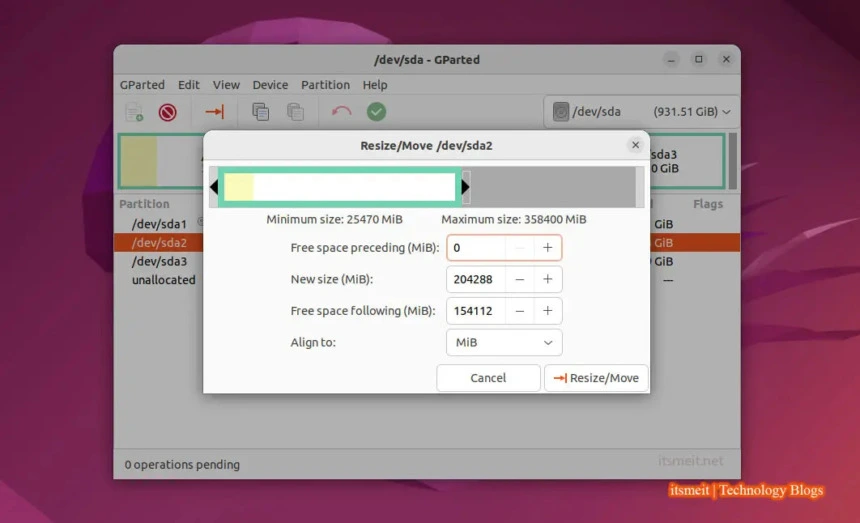 /dev/sda - GParted
GParted Edit View Device Partition Help
/dev/sda (931.51 GiB)
Resize/Move /dev/sda2
sda3
0 GiB
Minimum size: 25470 MiB Maximum size: 358400 MiB
Partition
Flags
/dev/sda1
GiB
/dev/sda2
GiB
/dev/sda3
GiB
unallocated
—
Free space preceding (MiB): 0
New size (MiB): 204288
Free space following (MiB): 154112
Align to: MiB
Cancel Resize/Move
0 operations pending
itsmeit.net
itsmeit | Technology Blogs